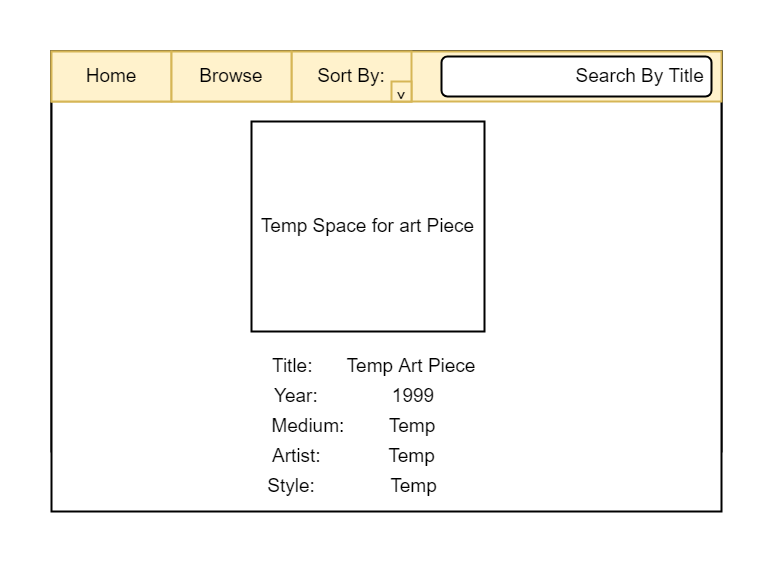 Home Browse Sort By: v Search By Title
Temp Space for art Piece
Title: Temp Art Piece
Year: 1999
Medium: Temp
Artist: Temp
Style: Temp